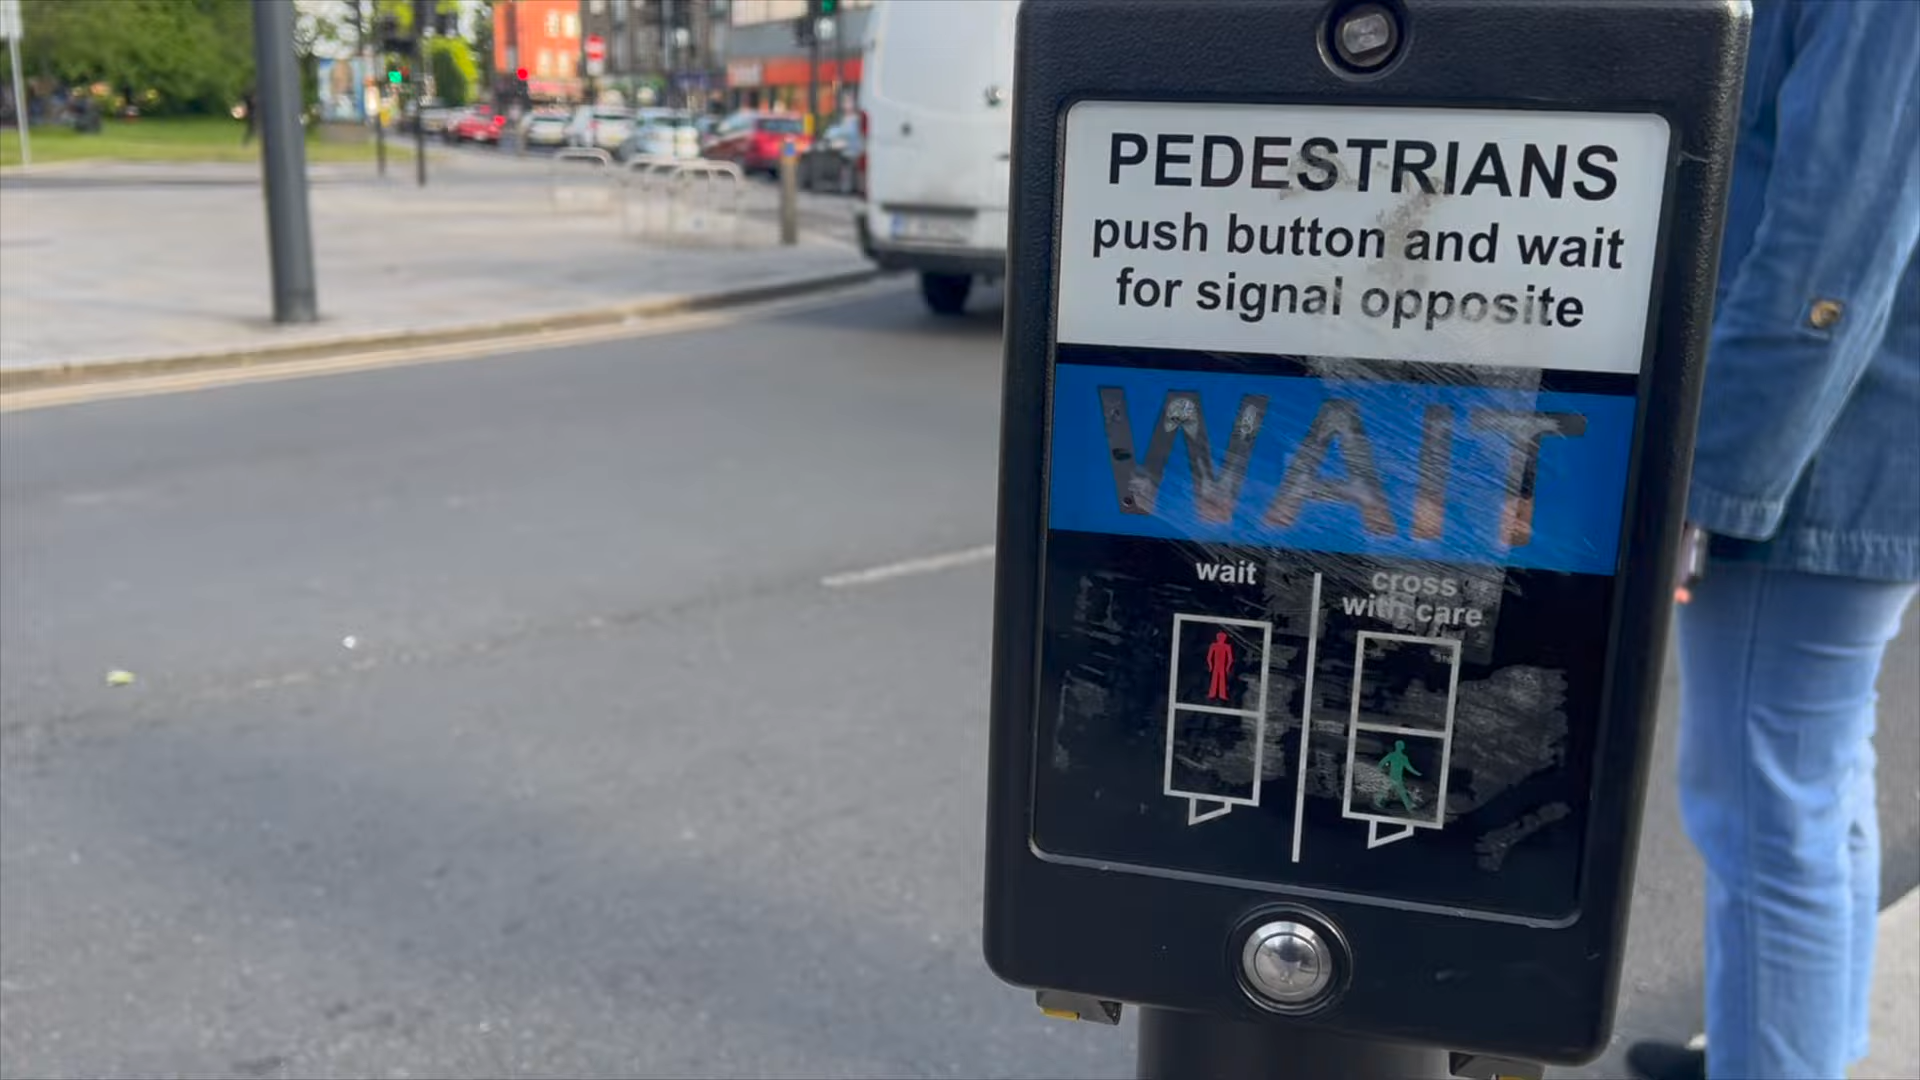 PEDESTRIANS
push button and wait
for signal opposite
WAIT
wait
cross
with care